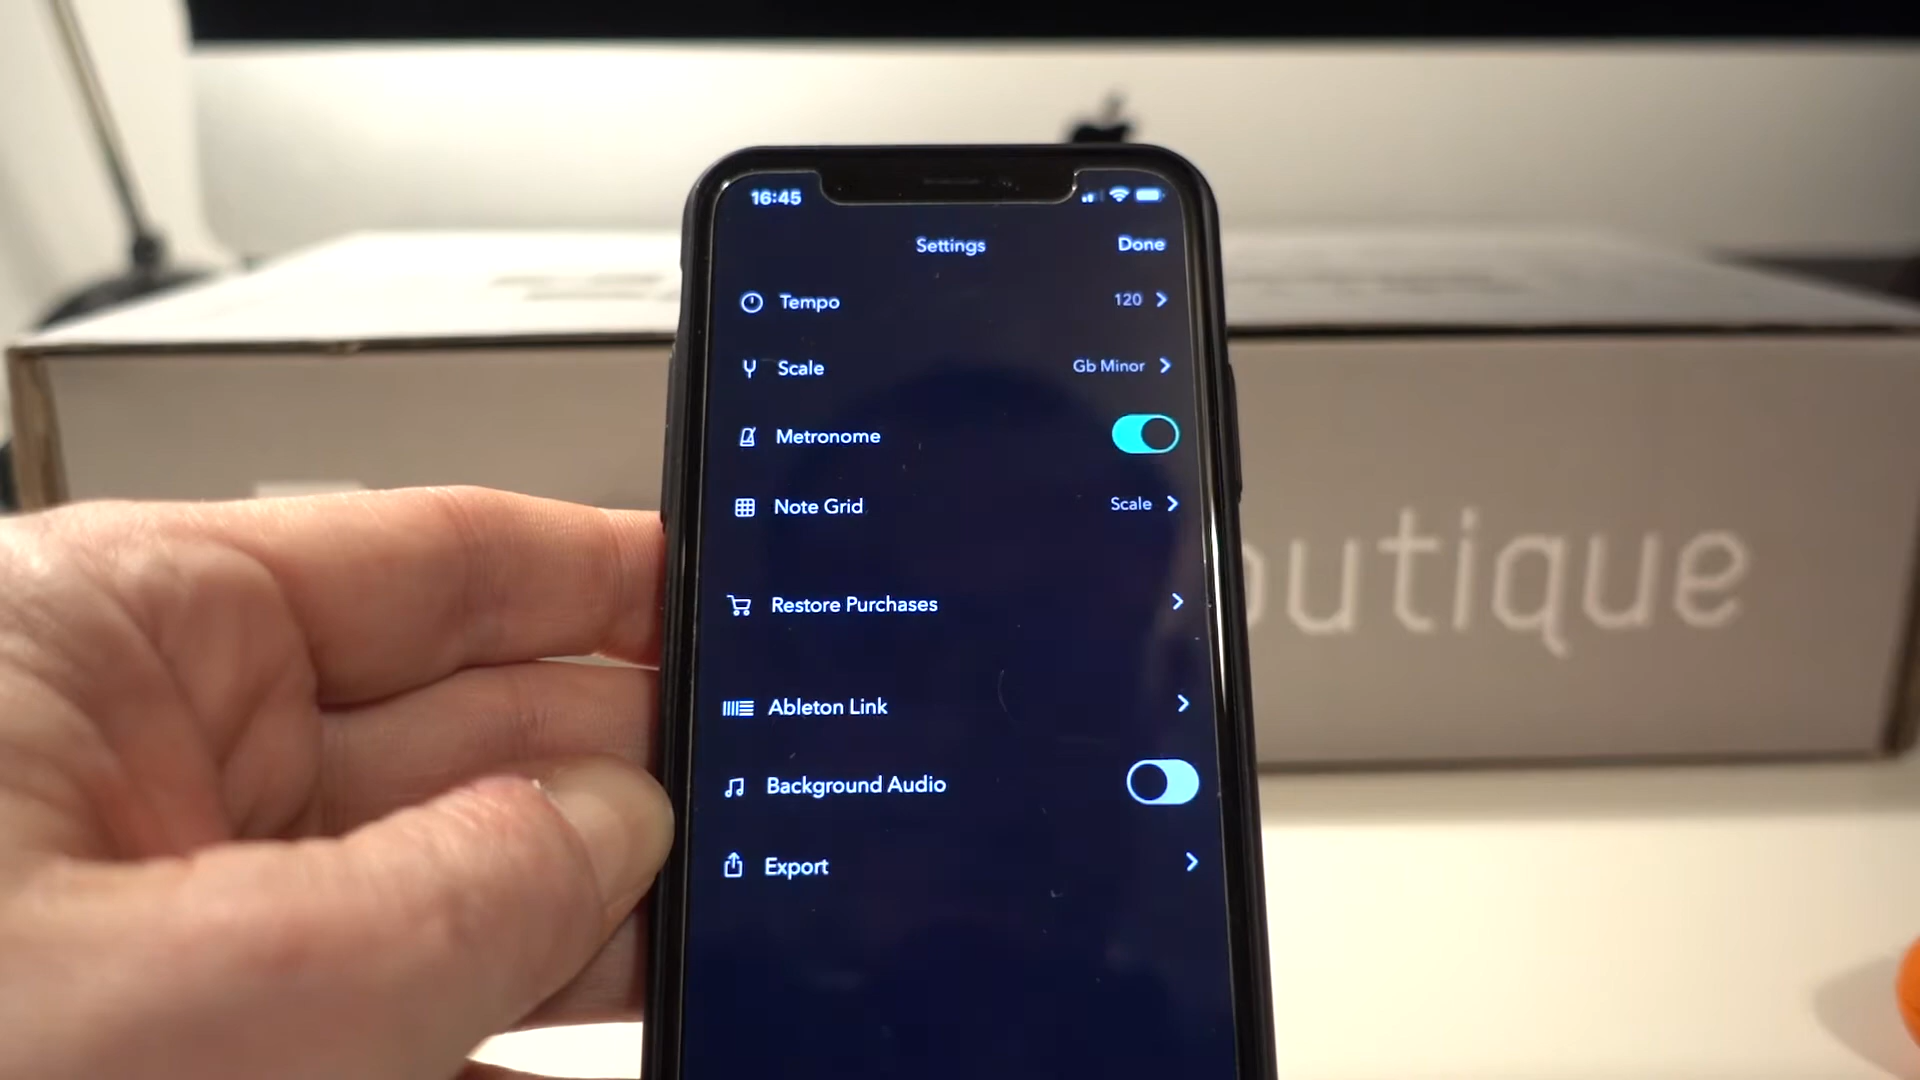 16:45
Settings
Done
Tempo
120
Scale
Gb Minor
Metronome
Note Grid
Scale
Restore Purchases
Ableton Link
Background Audio
Export
outique